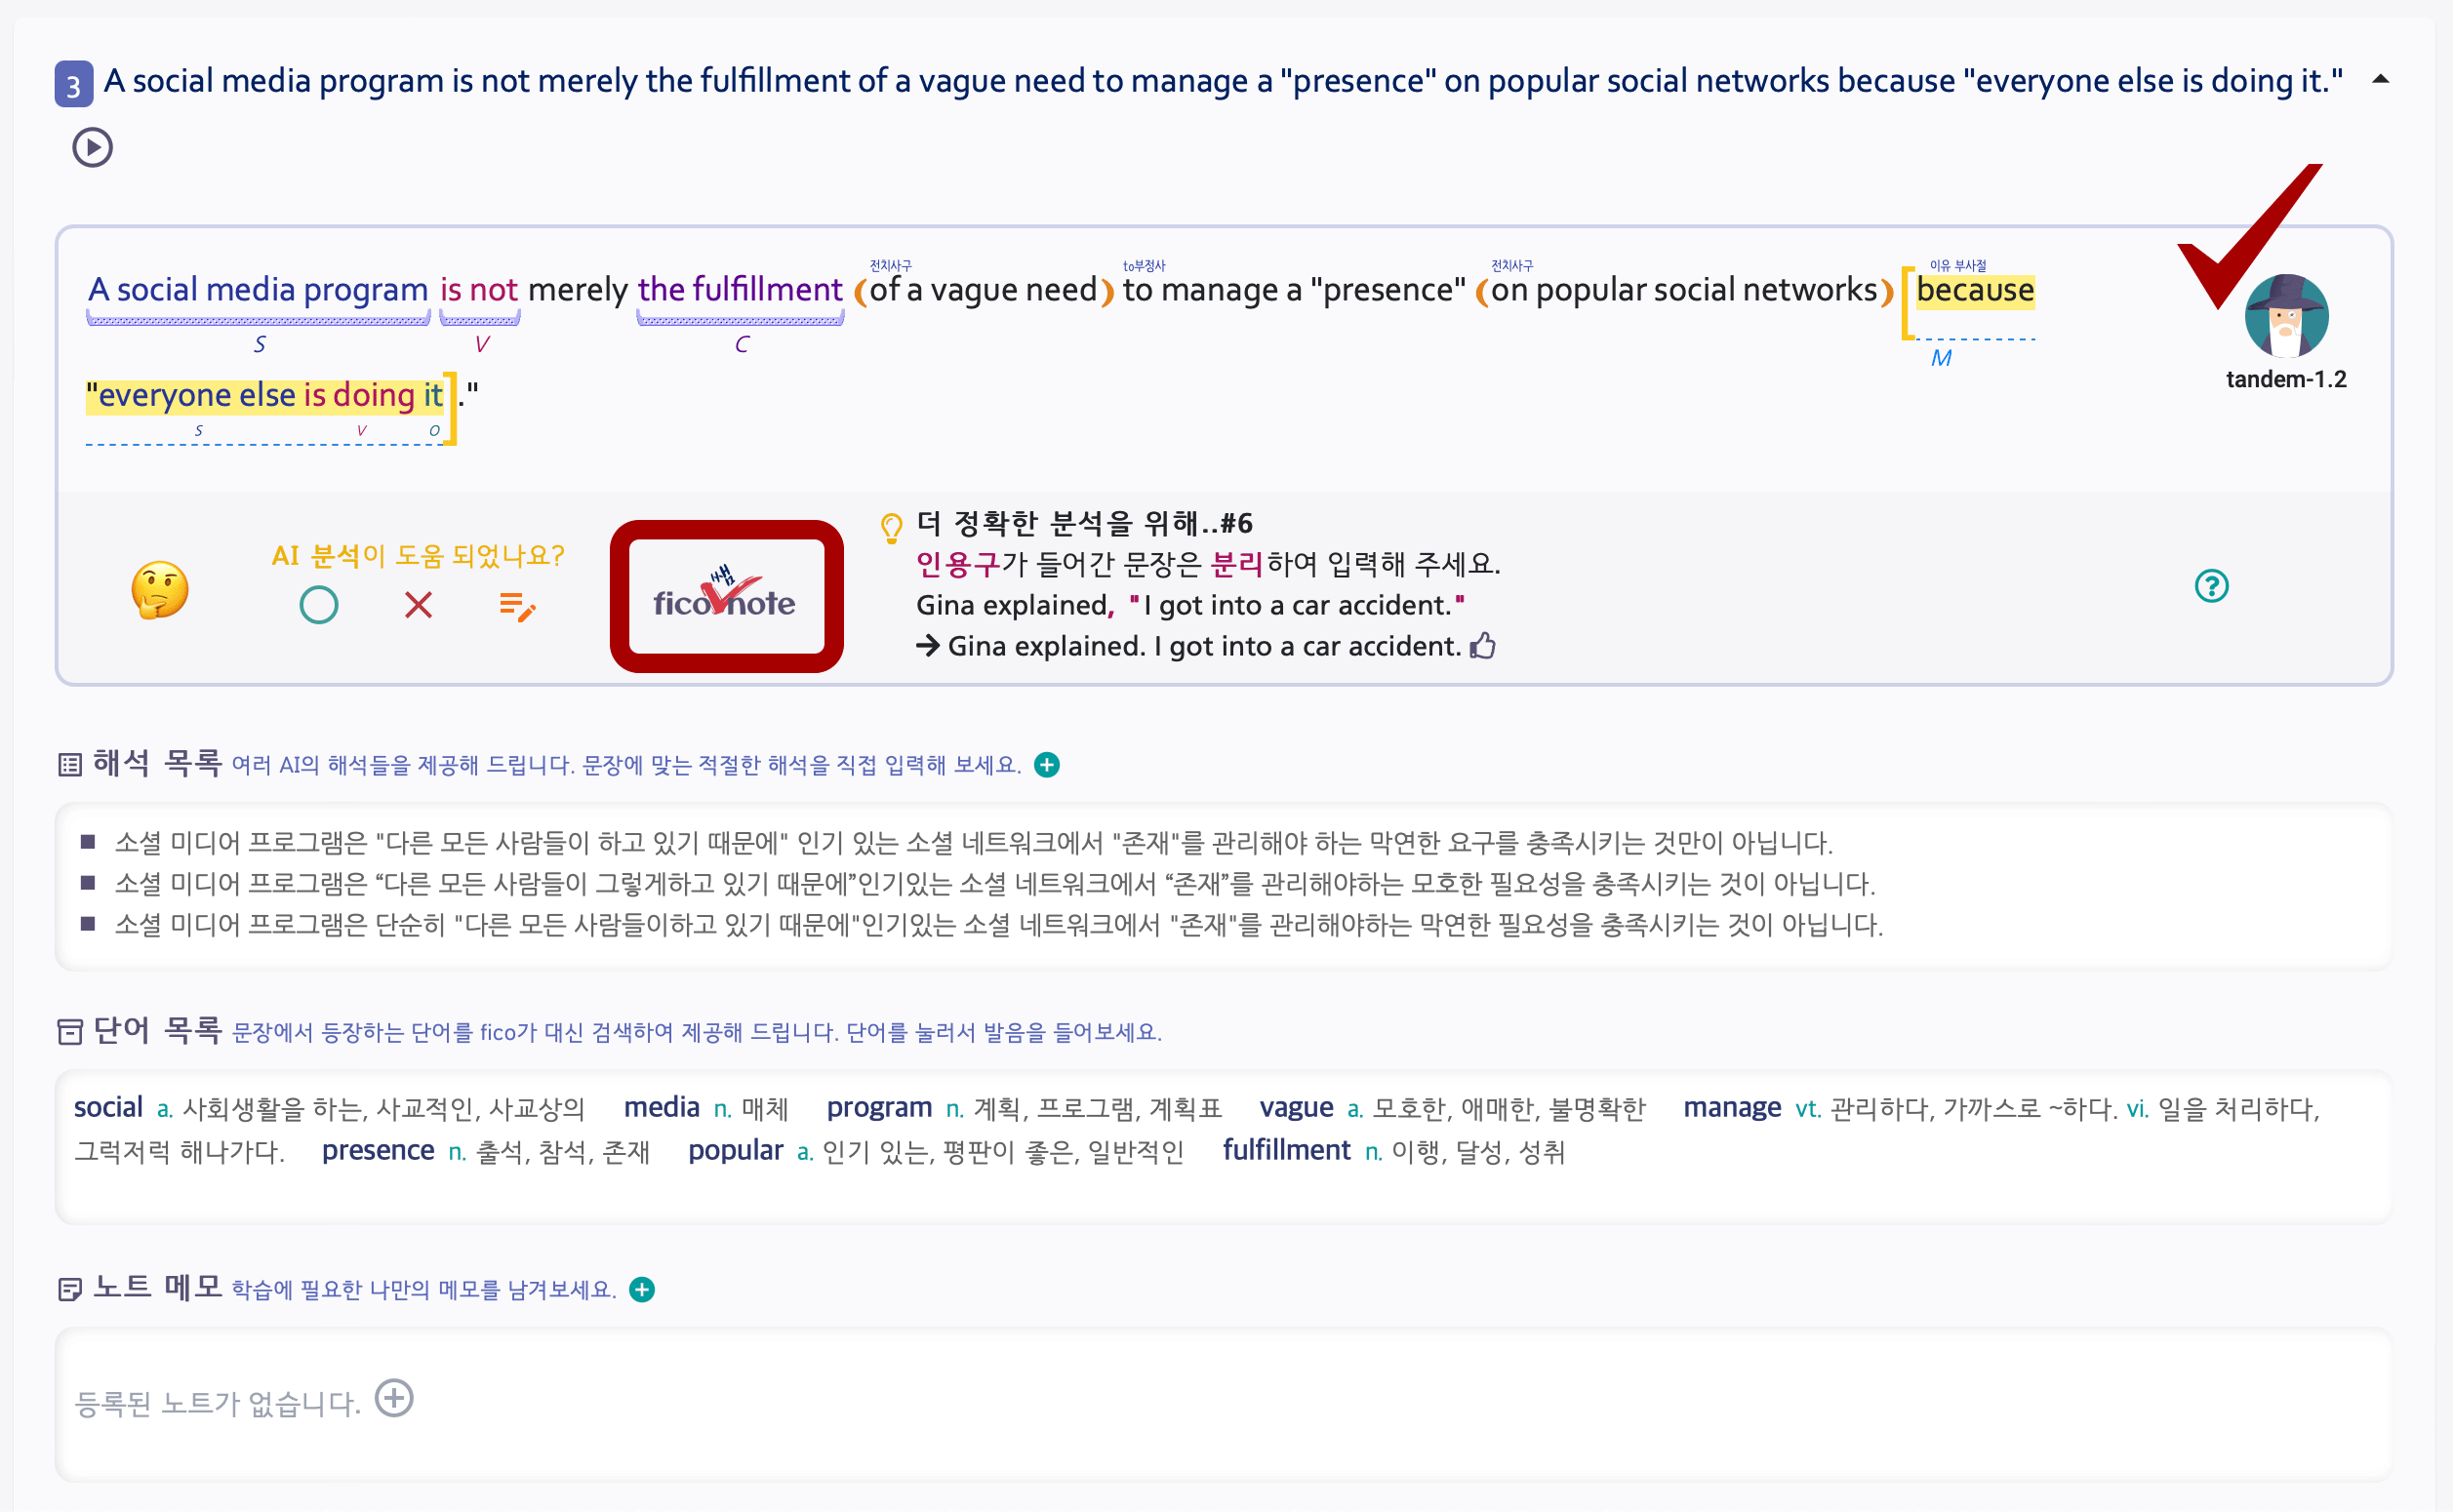 3 A social media program is not merely the fulfillment of a vague need to manage a "presence" on popular social networks because "everyone else is doing it."
전치사구 to부정사 전치사구 이유 부사절
A social media program is not merely the fulfillment (of a vague need) to manage a "presence" (on popular social networks) [because
S V C M
"everyone else is doing it]."
S V O
tandem-1.2
AI 분석이 도움 되었나요?
쌤
fico note
더 정확한 분석을 위해..#6
인용구가 들어간 문장은 분리하여 입력해 주세요.
Gina explained, "I got into a car accident."
→ Gina explained. I got into a car accident.
해석 목록 여러 AI의 해석들을 제공해 드립니다. 문장에 맞는 적절한 해석을 직접 입력해 보세요.
■ 소셜 미디어 프로그램은 "다른 모든 사람들이 하고 있기 때문에" 인기 있는 소셜 네트워크에서 "존재"를 관리해야 하는 막연한 요구를 충족시키는 것만이 아닙니다.
■ 소셜 미디어 프로그램은 “다른 모든 사람들이 그렇게하고 있기 때문에”인기있는 소셜 네트워크에서 “존재”를 관리해야하는 모호한 필요성을 충족시키는 것이 아닙니다.
■ 소셜 미디어 프로그램은 단순히 "다른 모든 사람들이하고 있기 때문에"인기있는 소셜 네트워크에서 "존재"를 관리해야하는 막연한 필요성을 충족시키는 것이 아닙니다.
단어 목록 문장에서 등장하는 단어를 fico가 대신 검색하여 제공해 드립니다. 단어를 눌러서 발음을 들어보세요.
social a. 사회생활을 하는, 사교적인, 사교상의 media n. 매체 program n. 계획, 프로그램, 계획표 vague a. 모호한, 애매한, 불명확한 manage vt. 관리하다, 가까스로 ~하다. vi. 일을 처리하다,
그럭저럭 해나가다. presence n. 출석, 참석, 존재 popular a. 인기 있는, 평판이 좋은, 일반적인 fulfillment n. 이행, 달성, 성취
노트 메모 학습에 필요한 나만의 메모를 남겨보세요.
등록된 노트가 없습니다.